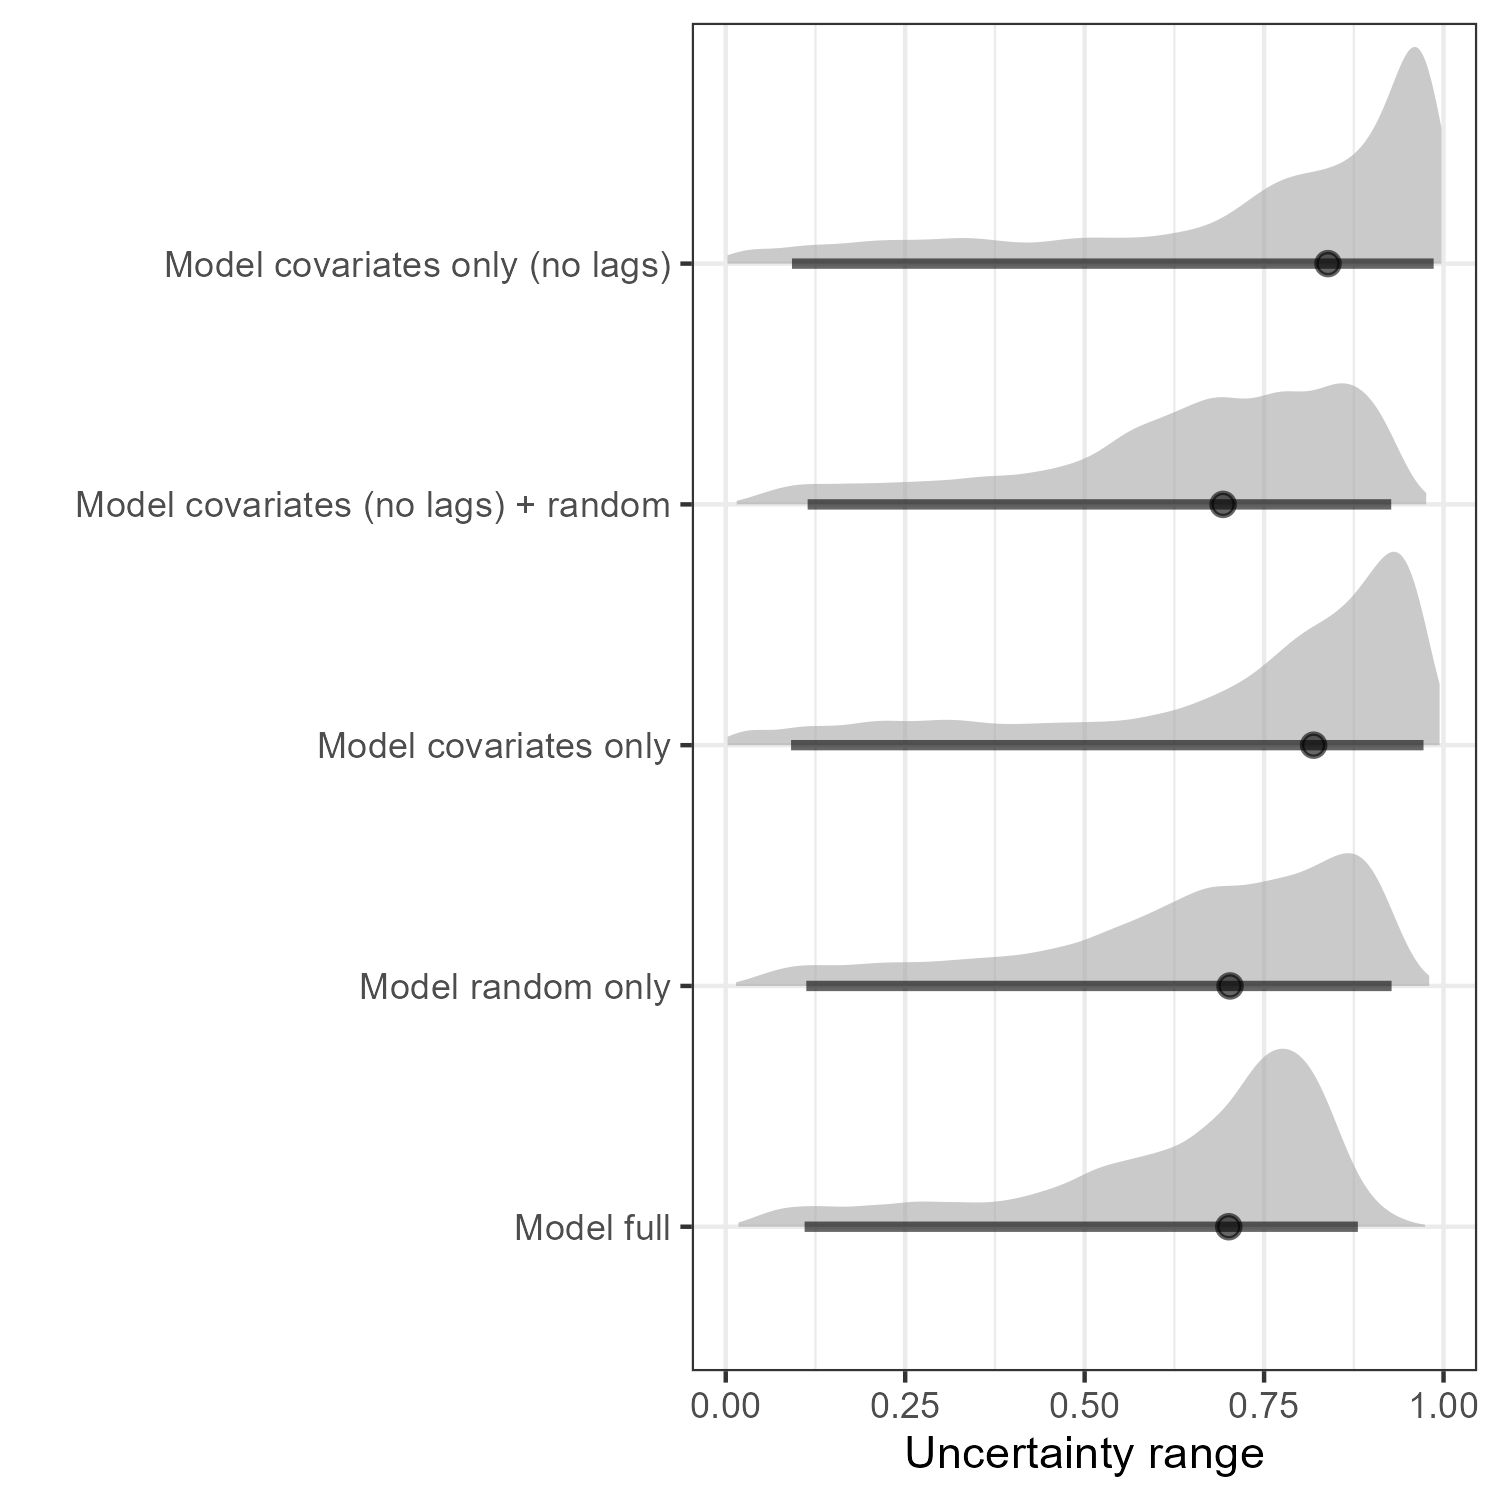 Model covariates only (no lags)
Model covariates (no lags) + random
Model covariates only
Model random only
Model full
0.00 0.25 0.50 0.75 1.00
Uncertainty range